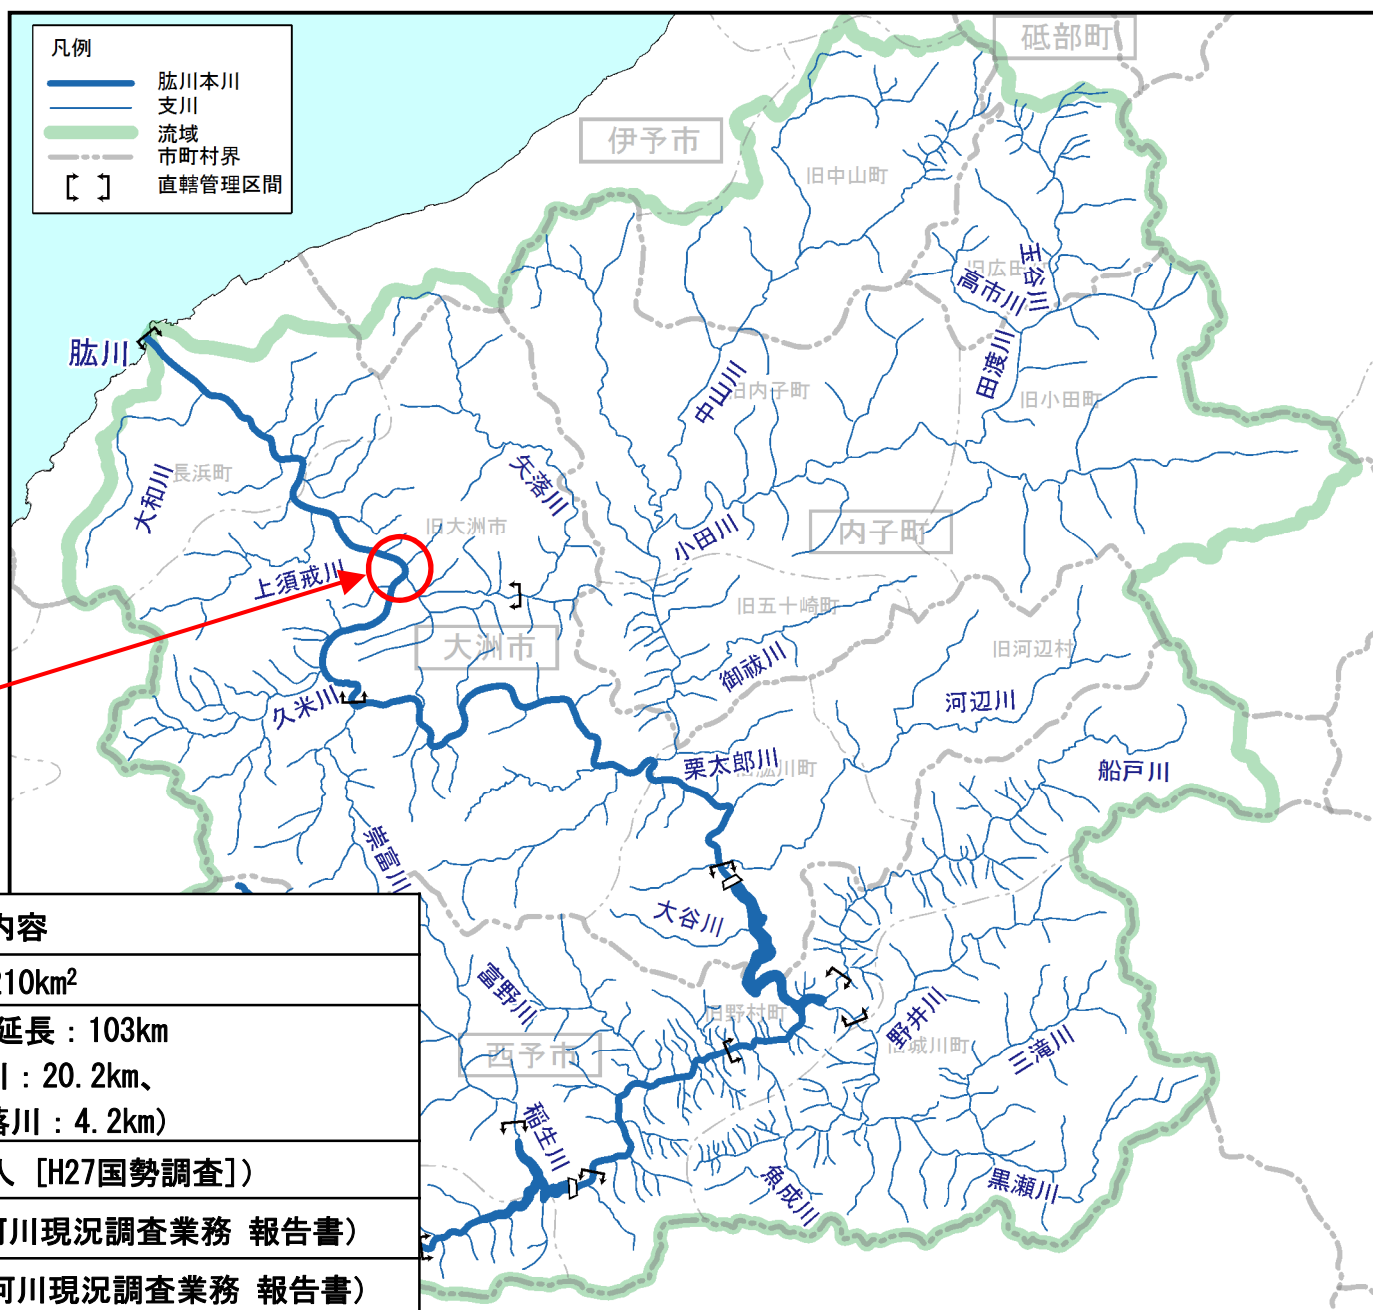 凡例
肱川本川
支川
流域
市町村界
直轄管理区間
砥部町
伊予市
旧中山町
玉谷川
旧広田
高市川
肱川
田渡川
中山川
旧内子町
旧小田町
長浜町
大和川
矢落川
旧大洲市
小田川
内子町
上須戒川
旧五十崎町
大洲市
御祓川
旧河辺村
久米川
河辺川
栗太郎川
旧肱川町
船戸川
嵩富川
大谷川
富野川
旧野村町
野井川
旧城川町
三滝川
西予市
稲生川
魚成川
黒瀬川
内容
210km²
延長：103km
川：20.2km、
落川：4.2km）
人 [H27国勢調査]）
河川現況調査業務 報告書）
河川現況調査業務 報告書）